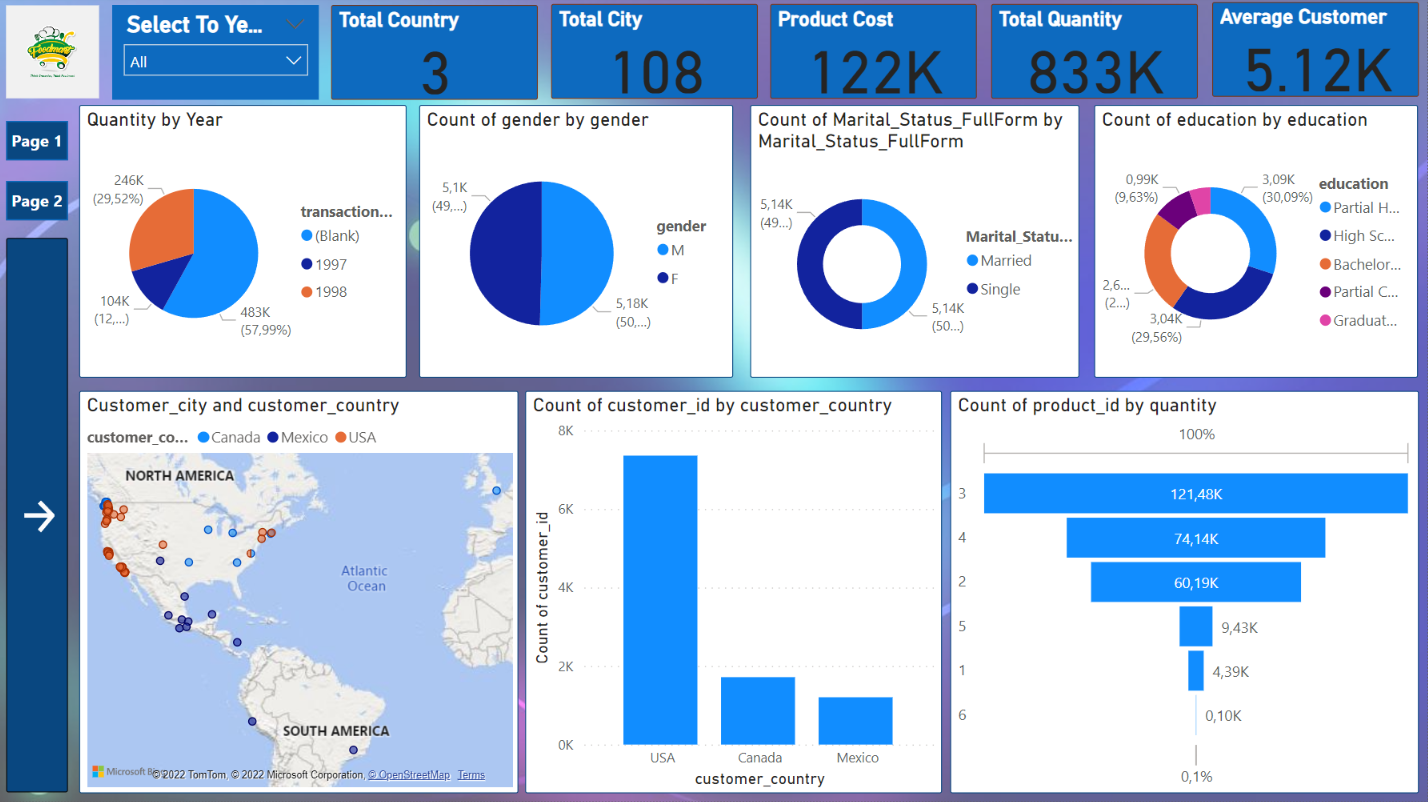 Foodmart
Select To Ye...
All
Total Country
3
Total City
108
Product Cost
122K
Total Quantity
833K
Average Customer
5.12K
Page 1
Page 2
Quantity by Year
246K
(29,52%)
104K
(12,...)
483K
(57,99%)
transaction...
(Blank)
1997
1998
Count of gender by gender
5,1K
(49,...)
5,18K
(50,...)
gender
M
F
Count of Marital_Status_FullForm by
Marital_Status_FullForm
5,14K
(49...)
5,14K
(50...)
Marital_Statu...
Married
Single
Count of education by education
0,99K
(9,63%)
3,09K
(30,09%)
2,6...
(2...)
3,04K
(29,56%)
education
Partial H...
High Sc...
Bachelor...
Partial C...
Graduat...
Customer_city and customer_country
customer_co...
Canada
Mexico
USA
NORTH AMERICA
Atlantic
Ocean
SOUTH AMERICA
Microsoft Bi
©2022 TomTom, © 2022 Microsoft Corporation, © OpenStreetMap Terms
Count of customer_id by customer_country
Count of customer_id
8K
6K
4K
2K
0K
USA
Canada
Mexico
customer_country
Count of product_id by quantity
100%
3
121,48K
4
74,14K
2
60,19K
5
9,43K
1
4,39K
6
0,10K
0,1%